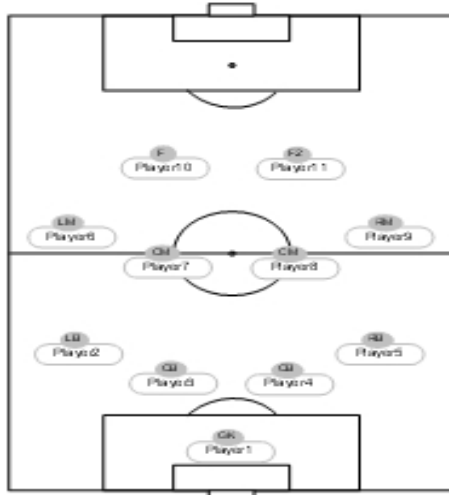 F
Player10
F2
Player11
LM
Player6
RM
Player9
CM
Player7
CM
Player8
LB
Player2
RB
Player5
CB
Player3
CB
Player4
GK
Player1